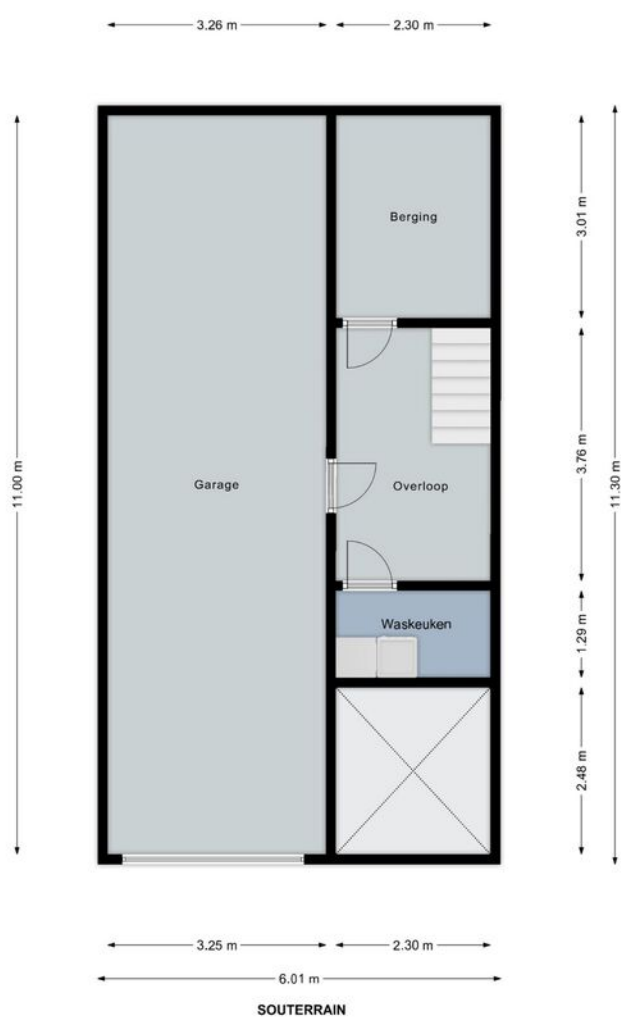 3.26 m
2.30 m
Berging
3.01 m
11.00 m
Garage
Overloop
3.76 m
11.30 m
Waskeuken
1.29 m
2.48 m
3.25 m
2.30 m
6.01 m
SOUTERRAIN